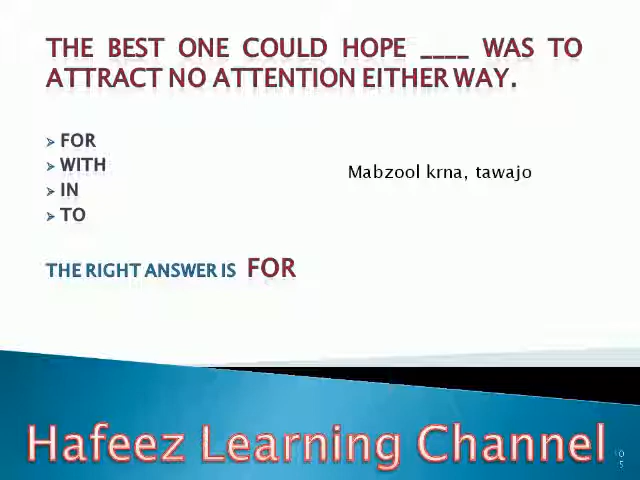 THE BEST ONE COULD HOPE ____ WAS TO
ATTRACT NO ATTENTION EITHER WAY.
FOR
WITH
IN
TO
Mabzool krna, tawajo
THE RIGHT ANSWER IS FOR
Hafeez Learning Channel